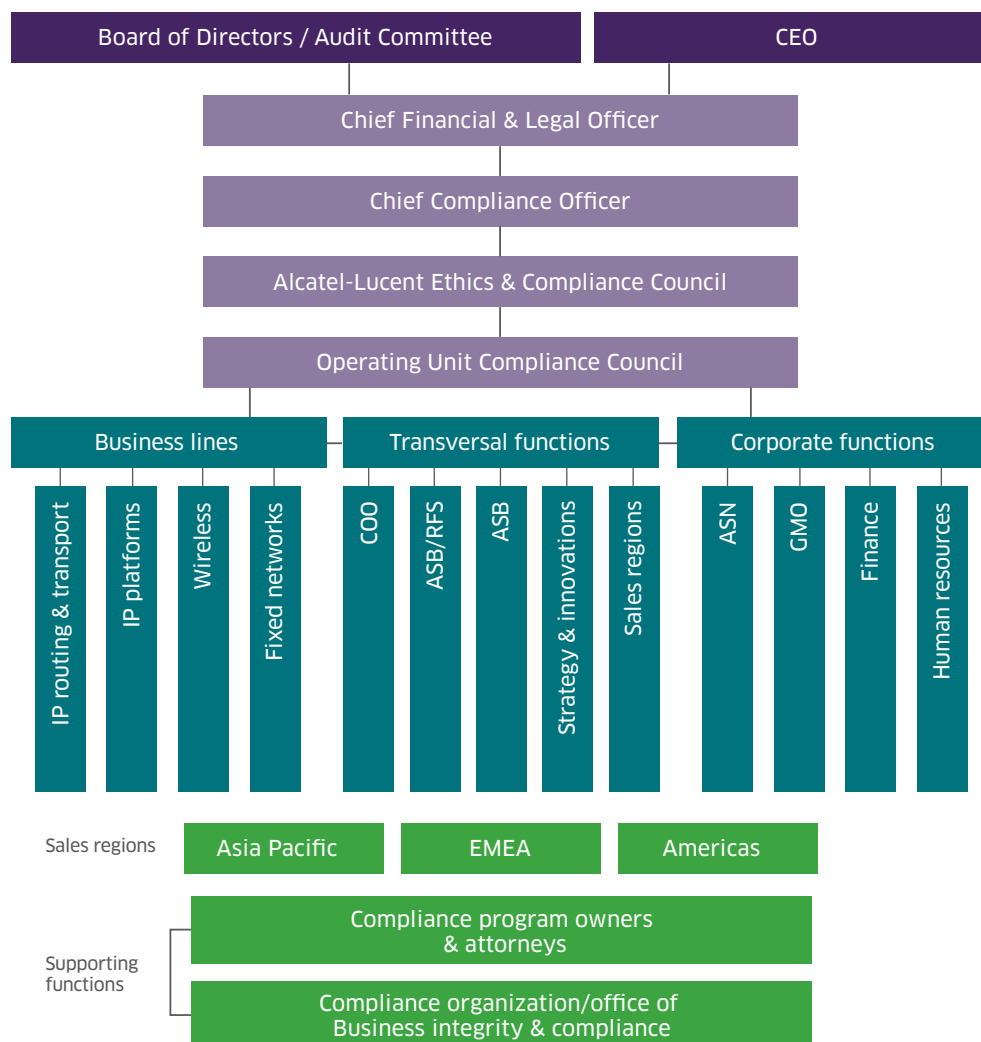 Board of Directors / Audit Committee
CEO
Chief Financial & Legal Officer
Chief Compliance Officer
Alcatel-Lucent Ethics & Compliance Council
Operating Unit Compliance Council
Business lines
Transversal functions
Corporate functions
IP routing & transport
IP platforms
Wireless
Fixed networks
COO
ASB/RFS
ASB
Strategy & innovations
Sales regions
ASN
GMO
Finance
Human resources
Sales regions
Asia Pacific
EMEA
Americas
Supporting
functions
Compliance program owners
& attorneys
Compliance organization/office of
Business integrity & compliance